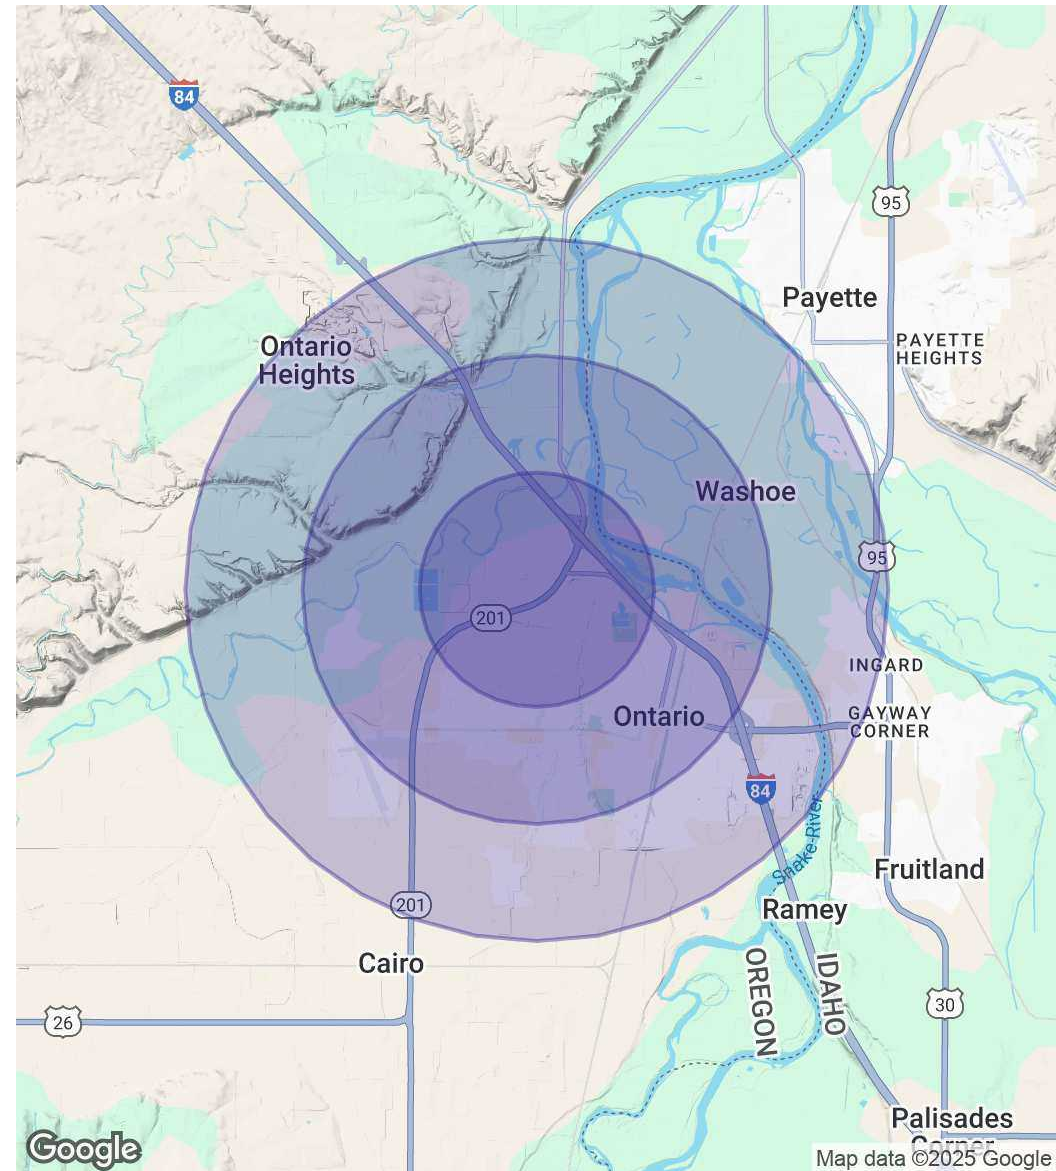 84
95
Payette
PAYETTE
HEIGHTS
Ontario
Heights
Washoe
95
201
INGARD
Ontario
GAYWAY
CORNER
84
Snake-River
Fruitland
201
Ramey
Cairo
OREGON
IDAHO
30
26
Palisades
Corner
Google
Map data ©2025 Google